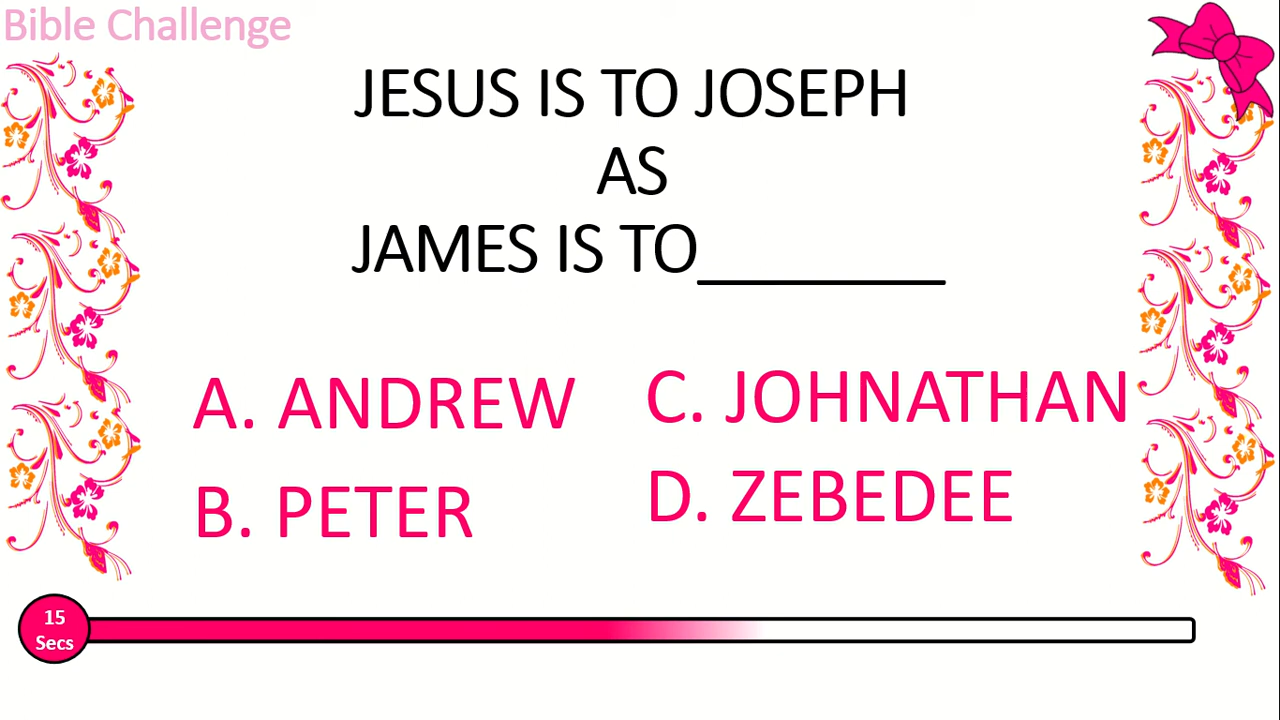 Bible Challenge
JESUS IS TO JOSEPH
AS
JAMES IS TO________
A. ANDREW
B. PETER
C. JOHNATHAN
D. ZEBEDEE
15
Secs